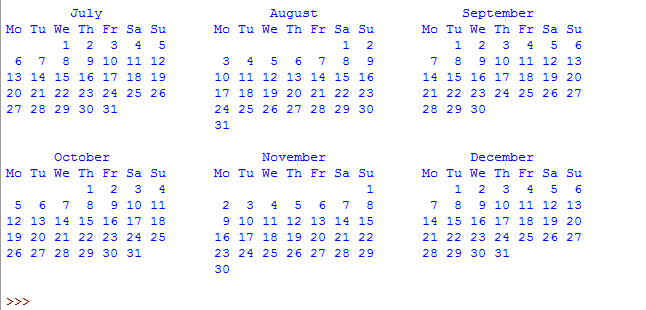 July                     August                  September
Mo Tu We Th Fr Sa Su      Mo Tu We Th Fr Sa Su      Mo Tu We Th Fr Sa Su
       1  2  3  4  5                      1  2          1  2  3  4  5  6
 6  7  8  9 10 11 12       3  4  5  6  7  8  9       7  8  9 10 11 12 13
13 14 15 16 17 18 19      10 11 12 13 14 15 16      14 15 16 17 18 19 20
20 21 22 23 24 25 26      17 18 19 20 21 22 23      21 22 23 24 25 26 27
27 28 29 30 31            24 25 26 27 28 29 30      28 29 30
                          31
      October                   November                  December
Mo Tu We Th Fr Sa Su      Mo Tu We Th Fr Sa Su      Mo Tu We Th Fr Sa Su
          1  2  3  4                         1          1  2  3  4  5  6
 5  6  7  8  9 10 11       2  3  4  5  6  7  8       7  8  9 10 11 12 13
12 13 14 15 16 17 18       9 10 11 12 13 14 15      14 15 16 17 18 19 20
19 20 21 22 23 24 25      16 17 18 19 20 21 22      21 22 23 24 25 26 27
26 27 28 29 30 31         23 24 25 26 27 28 29      28 29 30 31
                          30
>>>